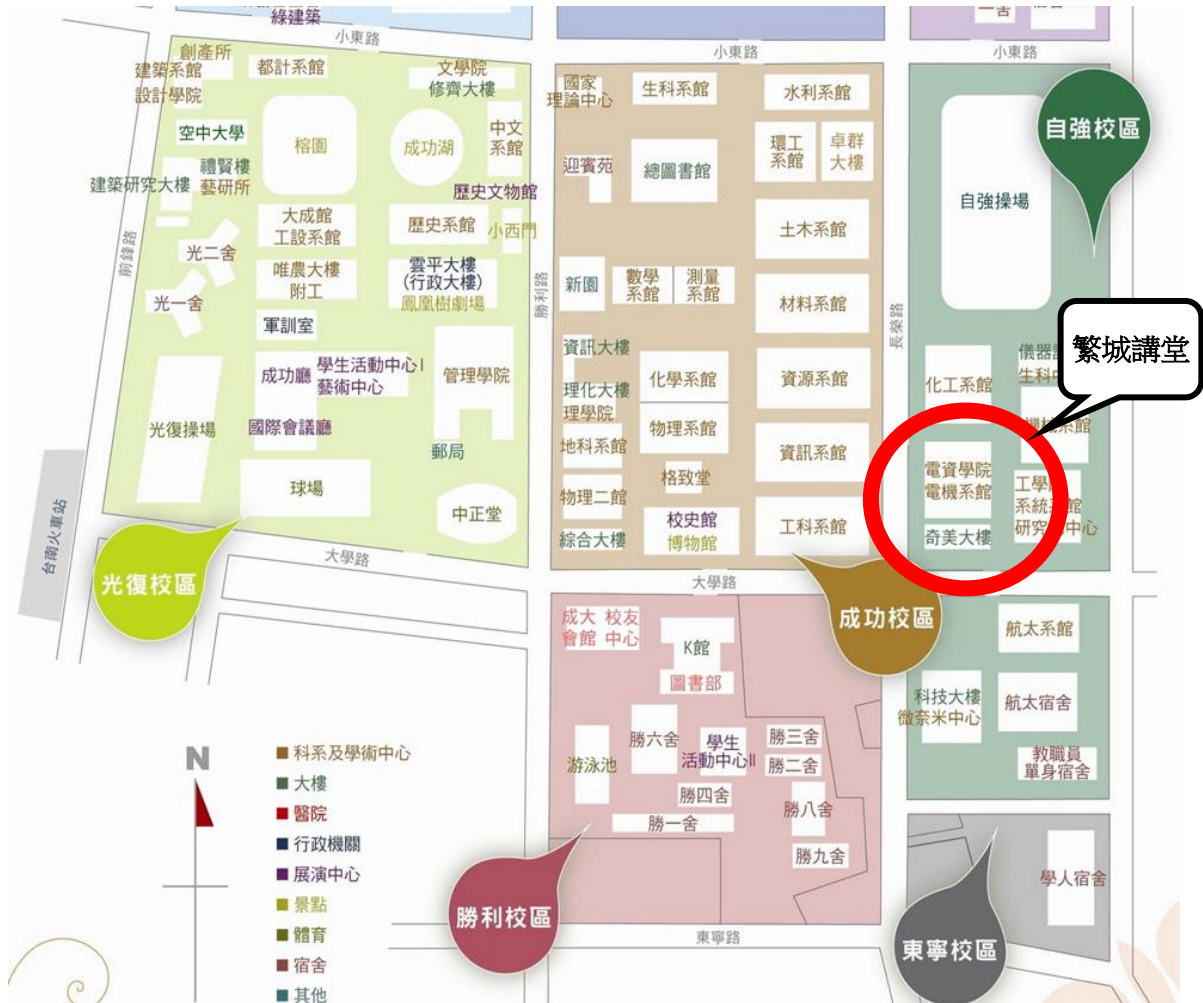 綠建築
一舍
小東路
小東路
小東路
創產所
建築系館
設計學院
都計系館
文學院
修齊大樓
空中大學
榕園
成功湖
中文
系館
禮賢樓
建築研究大樓
藝研所
歷史文物館
大成館
工設系館
歷史系館
小西門
光二舍
唯農大樓
附工
雲平大樓
(行政大樓)
鳳凰樹劇場
光一舍
軍訓室
成功廳
學生活動中心I
藝術中心
管理學院
光復操場
國際會議廳
郵局
球場
中正堂
前鋒路
勝利路
長榮路
台南火車站
大學路
光復校區
國家
理論中心
生科系館
水利系館
迎賓苑
總圖書館
環工
系館
卓群
大樓
土木系館
新園
數學
系館
測量
系館
材料系館
資訊大樓
理化大樓
理學院
化學系館
資源系館
地科系館
物理系館
資訊系館
物理二館
格致堂
綜合大樓
校史館
博物館
工科系館
大學路
成功校區
自強校區
自強操場
繁城講堂
化工系館
儀器
生科
機械系館
電資學院
電機系館
工學
系統系館
研究 中心
奇美大樓
成大 校友
會館 中心
K館
圖書部
游泳池
勝六舍
學生
活動中心II
勝三舍
勝二舍
勝四舍
勝八舍
勝一舍
勝九舍
勝利校區
東寧路
航太系館
科技大樓
微奈米中心
航太宿舍
教職員
單身宿舍
學人宿舍
東寧校區
N
科系及學術中心
大樓
醫院
行政機關
展演中心
景點
體育
宿舍
其他